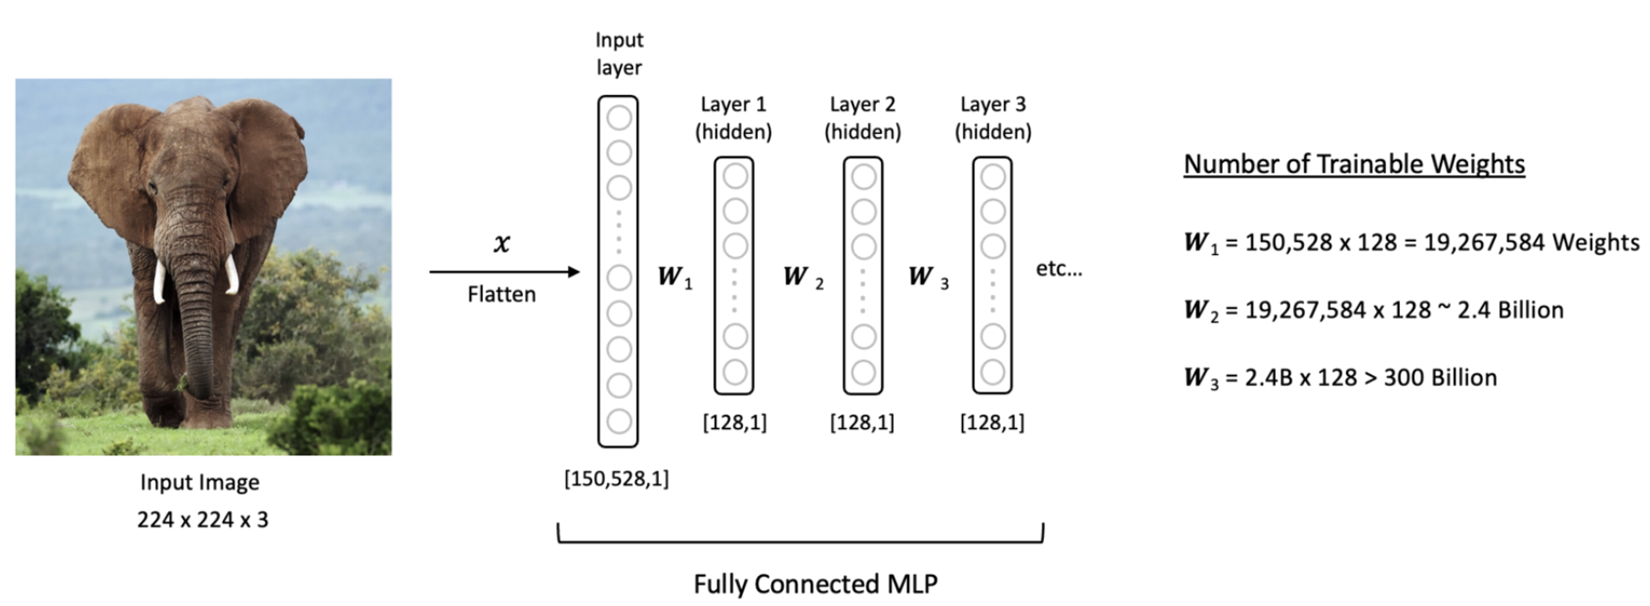 Input
layer
Layer 1
(hidden)
Layer 2
(hidden)
Layer 3
(hidden)
x
Flatten
W1
W 2
W 3
etc...
[128,1]
[128,1]
[128,1]
[150,528,1]
Input Image
224 x 224 x 3
Fully Connected MLP
Number of Trainable Weights
W1 = 150,528 x 128 = 19,267,584 Weights
W2 = 19,267,584 x 128 ~ 2.4 Billion
W3 = 2.4B x 128 > 300 Billion